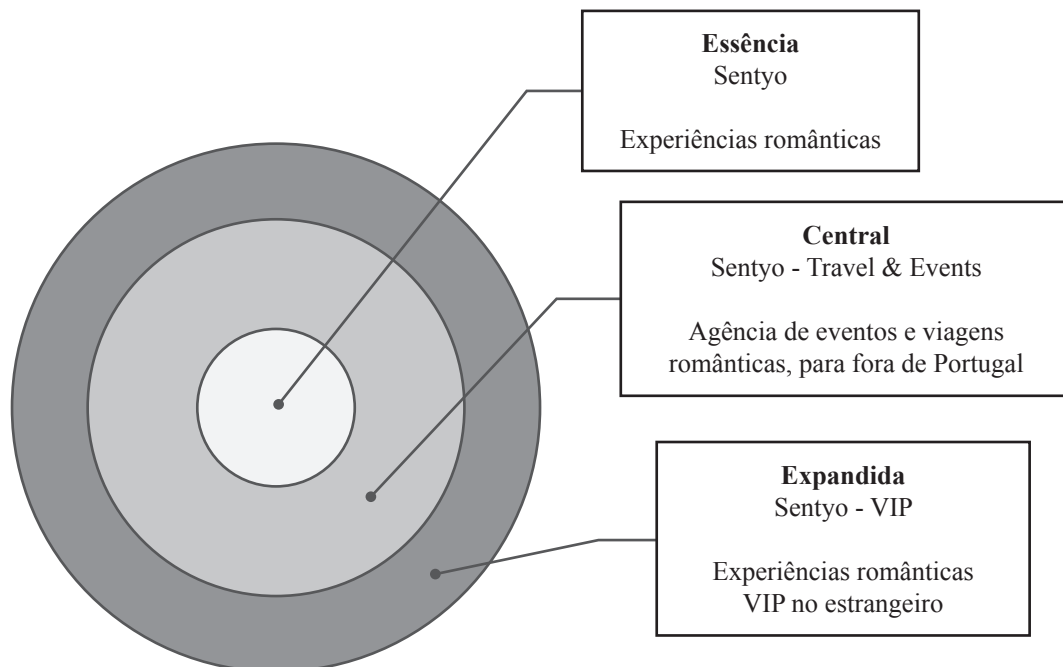 Essência
Sentyo
Experiências românticas
Central
Sentyo - Travel & Events
Agência de eventos e viagens
românticas, para fora de Portugal
Expandida
Sentyo - VIP
Experiências românticas
VIP no estrangeiro